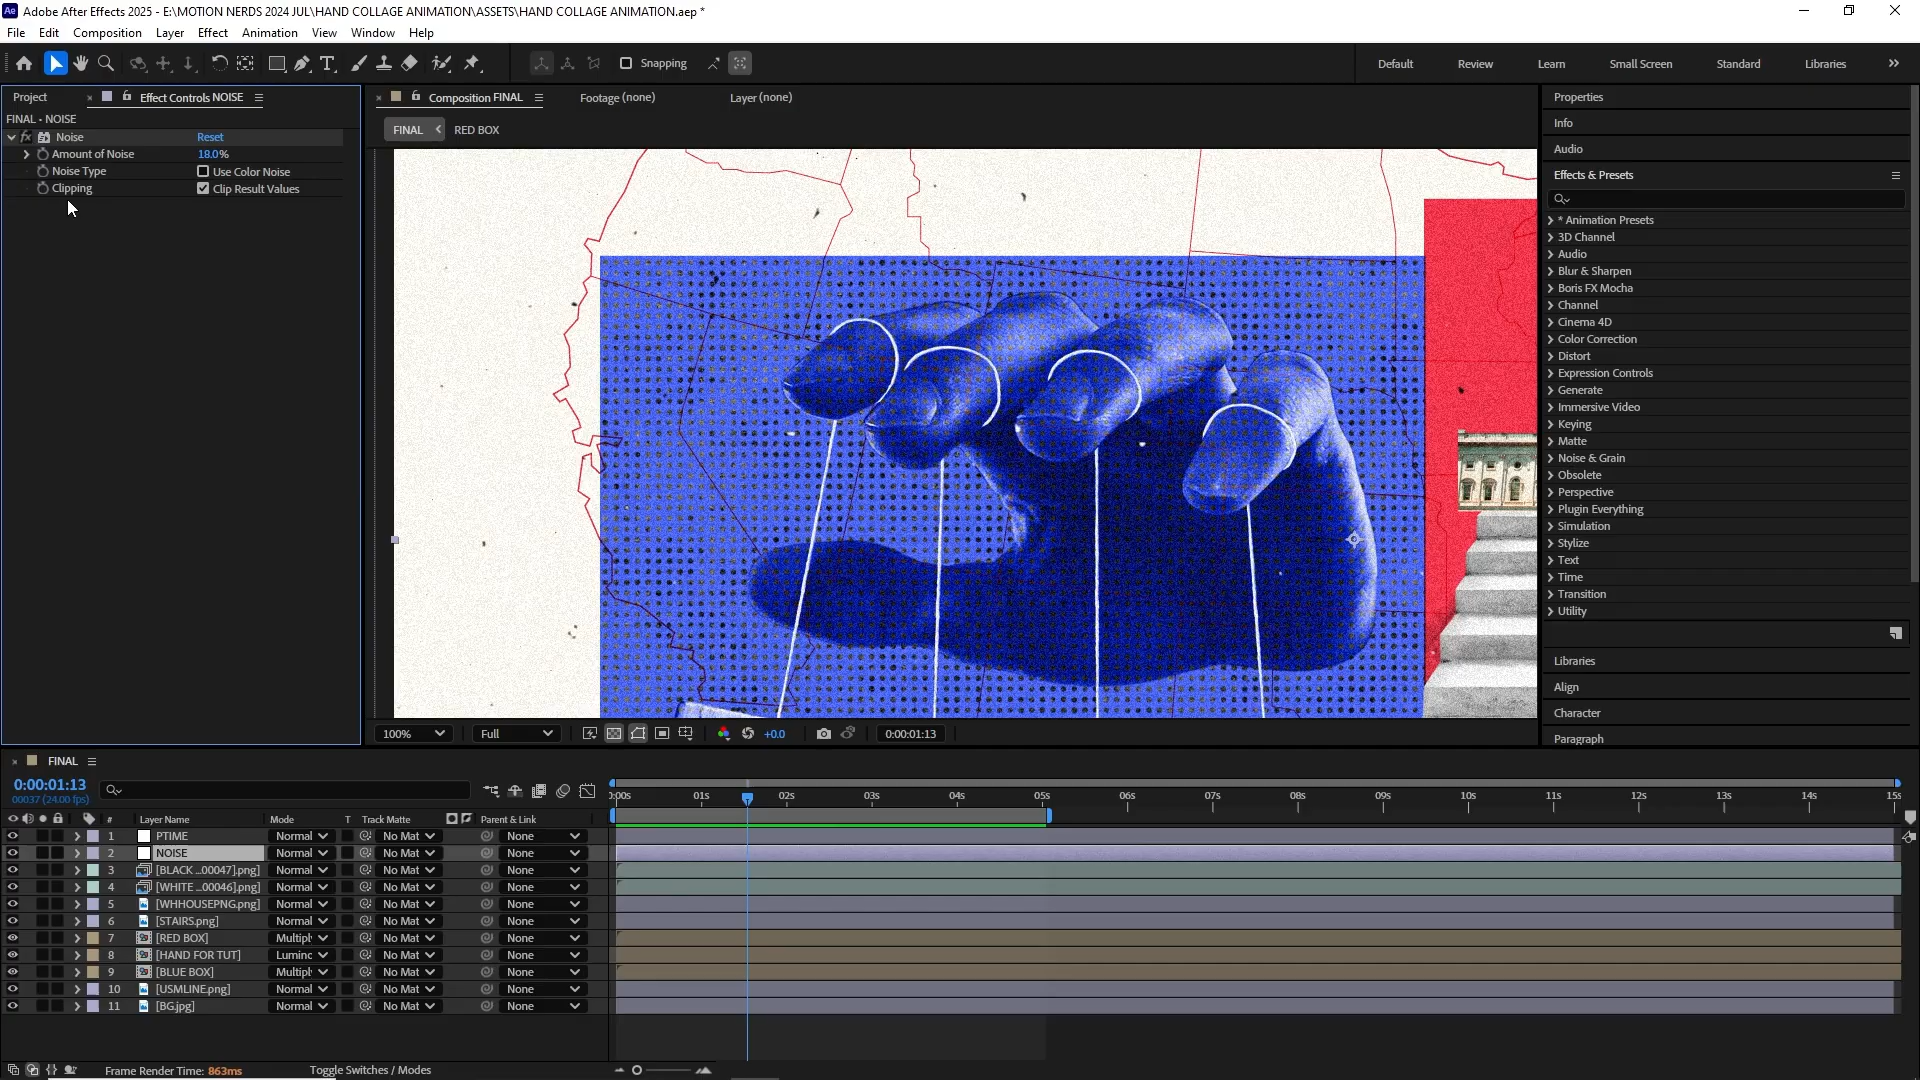 Adobe After Effects 2025 - E:\MOTION NERDS 2024 JUL\HAND COLLAGE ANIMATION\ASSETS\HAND COLLAGE ANIMATION.aep *
File Edit Composition Layer Effect Animation View Window Help
Snapping
Default Review Learn Small Screen Standard Libraries
Project Effect Controls NOISE
Composition FINAL Footage (none) Layer (none)
FINAL • NOISE
FINAL RED BOX
fx Noise Reset
Amount of Noise 18.0%
Noise Type Use Color Noise
Clipping Clip Result Values
Properties
Info
Audio
Effects & Presets
* Animation Presets
3D Channel
Audio
Blur & Sharpen
Boris FX Mocha
Channel
Cinema 4D
Color Correction
Distort
Expression Controls
Generate
Immersive Video
Keying
Matte
Noise & Grain
Obsolete
Perspective
Plugin Everything
Simulation
Stylize
Text
Time
Transition
Utility
Libraries
Align
Character
Paragraph
100% Full +0.0 0:00:01:13
FINAL
0:00:01:13
00037 (24.00 fps)
# Layer Name Mode T Track Matte Parent & Link
:00s 01s 02s 03s 04s 05s 06s 07s 08s 09s 10s 11s 12s 13s 14s 15s
1 PTIME Normal No Mat None
2 NOISE Normal No Mat None
3 [BLACK ...00047].png] Normal No Mat None
4 [WHITE ...00046].png] Normal No Mat None
5 [WHHOUSEPNG.png] Normal No Mat None
6 [STAIRS.png] Normal No Mat None
7 [RED BOX] Multipl No Mat None
8 [HAND FOR TUT] Lumino No Mat None
9 [BLUE BOX] Multipl No Mat None
10 [USMLINE.png] Normal No Mat None
11 [BG.jpg] Normal No Mat None
Frame Render Time: 863ms Toggle Switches / Modes